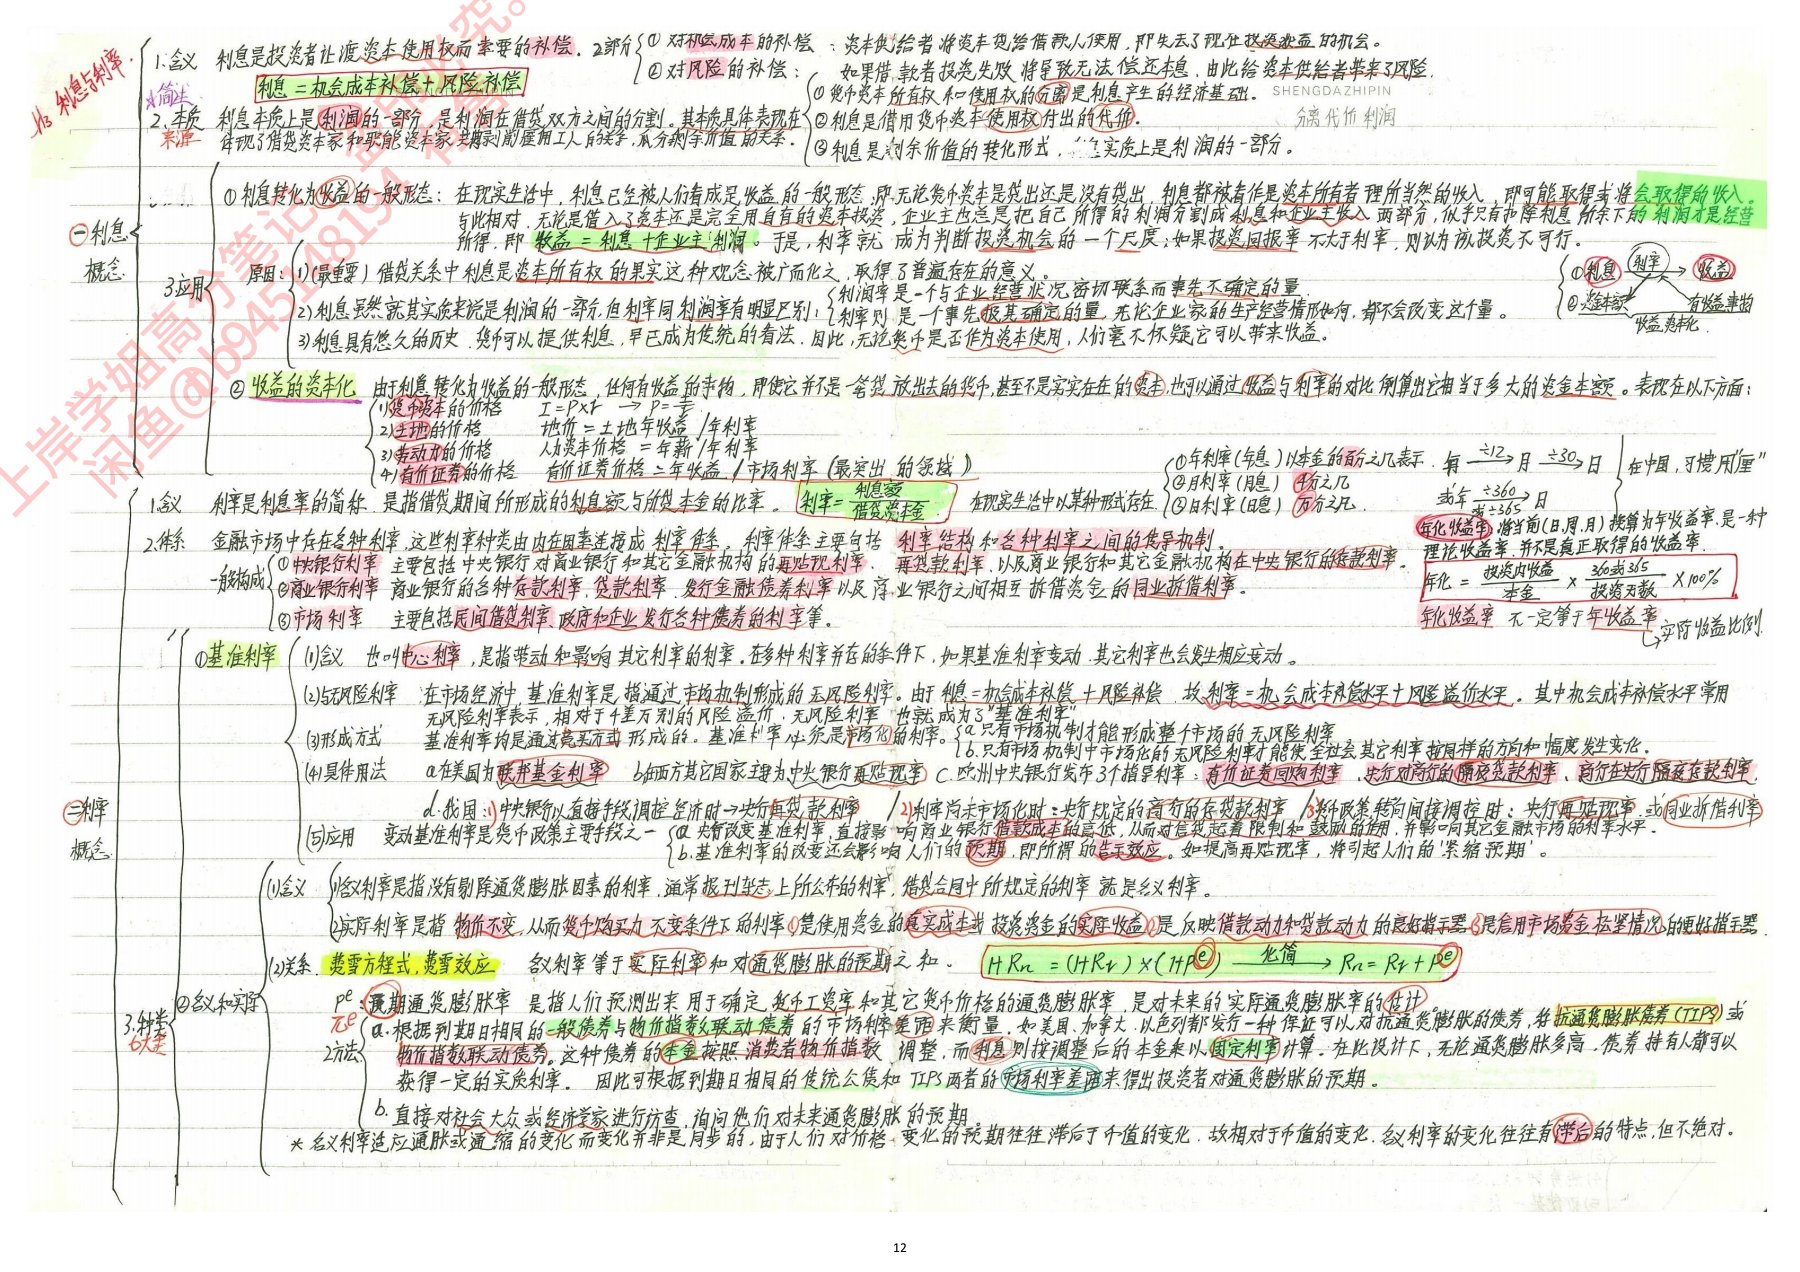 h3 利息与利率.
㊀利息概念
1.含义 利息是投资者让渡资本使用权而索要的补偿. 2部分
①对机会成本的补偿:资本供给者将资本贷给借款人使用,即失去了现在投资收益的机会。
②对风险的补偿: 如果借款者投资失败将导致无法偿还本息,由此给资本供给者带来了风险.
利息=机会成本补偿+风险补偿
SHENGDAZHIPIN
☆简述
2.本质 利息本质上是利润的一部分,是利润在借贷双方之间的分割。其本质具体表现在
来源 体现了借贷资本家和职能资本家共同剥削雇佣工人的关系,瓜分剩余价值的关系.
①货币资本所有权和使用权的分离是利息产生的经济基础.
②利息是借用货币资本使用权付出的代价。
③利息是剩余价值的转化形式, 实质上是利润的一部分。
分离代价利润
3应用
①利息转化为收益的一般形态: 在现实生活中,利息已经被人们看成是收益的一般形态,即无论货币资本是贷出还是没有贷出,利息都被看作是资本所有者理所当然的收入,即可能取得或将会取得的收入。
与此相对,无论是借入了资本还是完全用自有的资本投资,企业主也总是把自己所得的利润分割成利息和企业主收入两部分,似乎只有扣除利息所余下的利润才是经营
所得,即 收益=利息+企业主利润。于是,利率就成为判断投资机会的一个尺度;如果投资回报率不大于利率,则认为该投资不可行。
原因: 1)(最重要)借贷关系中利息是资本所有权的果实这种观念被广而化之,取得了普遍存在的意义。
2)利息虽然就其实质来说是利润的一部分,但利率同利润率有明显区别:
利润率是一个与企业经营状况密切联系而事先不确定的量.
利率则是一个事先极其确定的量,无论企业家的生产经营情形如何,都不会改变这个量。
3)利息具有悠久的历史,货币可以提供利息,早已成为传统的看法.因此,无论货币是否作为资本使用,人们毫不怀疑它可以带来收益。
①利息 利率 → 收益
②资本额 有收益事物
收益资本化.
②收益的资本化 由于利息转化为收益的一般形态,任何有收益的事物,即使它并不是一笔贷放出去的货币,甚至不是实实在在的资本,也可以通过收益与利率的对比倒算出它相当于多大的资金本额。表现在以下方面:
1)货币资本的价格 I=P×r → P=I/r
2)土地的价格 地价=土地年收益/年利率
3)劳动力的价格 人力资本价格=年薪/年利率
4)有价证券的价格 有价证券价格=年收益/市场利率(最突出的领域)
㊁利率概念
1.含义 利率是利息率的简称,是指借贷期间所形成的利息额与所贷本金的比率。 利率=利息额/借贷资本金 在现实生活中以某种形式存在
①年利率(年息)以本金的百分之几表示.
②月利率(月息)千分之几
③日利率(日息)万分之几.
年 ÷12→ 月 ÷30→ 日
或年 ÷360或÷365→ 日
在中国,习惯用"厘"
2.体系 金融市场中存在各种利率,这些利率种类由内在因素连接成利率体系。利率体系主要包括利率结构和各种利率之间的传导机制.
一般构成
①中央银行利率 主要包括中央银行对商业银行和其它金融机构的再贴现利率、再贷款利率,以及商业银行和其它金融机构在中央银行的存款利率。
②商业银行利率 商业银行的各种存款利率,贷款利率,发行金融债券利率以及商业银行之间相互拆借资金的同业拆借利率。
③市场利率 主要包括民间借贷利率、政府和企业发行各种债券的利率等。
年化收益率:将当前(日、周、月)换算为年收益率.是一种
理论收益率,并不是真正取得的收益率.
年化=投资内收益/本金 × 360或365/投资天数 ×100%
年化收益率 不一定等于年收益率
→实际收益比例.
3.种类 6大类
①基准利率
(1)含义 也叫中心利率,是指带动和影响其它利率的利率.在多种利率并存的条件下,如果基准利率变动,其它利率也会发生相应变动。
(2)与无风险利率 在市场经济中,基准利率是指通过市场机制形成的无风险利率。由于利息=机会成本补偿+风险补偿 故利率=机会成本补偿水平+风险溢价水平。其中机会成本补偿水平常用
无风险利率表示,相对于千差万别的风险溢价,无风险利率也就成为了"基准利率"
(3)形成方式 基准利率均是通过竞买方式形成的。基准利率必须是市场化的利率。
a.只有市场机制才能形成整个市场的无风险利率
b.只有市场机制中市场化的无风险利率才能使全社会其它利率按同样的方向和幅度发生变化.
(4)具体用法 a.在美国为联邦基金利率 b.在西方其它国家主要为中央银行再贴现率 c.欧洲中央银行发布3个指导利率:有价证券回购利率、央行对商行的隔夜贷款利率、商行在央行隔夜存款利率.
d.我国:1)中央银行以直接手段调控经济时→央行存贷款利率 /2)利率尚未市场化时:央行规定的商行的存贷款利率 /3)货币政策转向间接调控时:央行再贴现率,或同业拆借利率
(5)应用 变动基准利率是货币政策主要手段之一
a.央行改变基准利率,直接影响商业银行借款成本的高低,从而对信贷起着限制和鼓励的作用,并影响其它金融市场的利率水平.
b.基准利率的改变还会影响人们的预期,即所谓的告示效应。如提高再贴现率,将引起人们的'紧缩预期'。
②名义和实际
(1)含义
1)名义利率是指没有剔除通货膨胀因素的利率.通常报刊杂志上所公布的利率,借贷合同中所规定的利率就是名义利率。
2)实际利率是指物价不变,从而货币购买力不变条件下的利率①是使用资金的真实成本与投资资金的实际收益②是反映借款动力和贷款动力的良好指示器③是信用市场资金松紧情况的更好指示器.
(2)关系. 费雪方程式,费雪效应 名义利率等于实际利率和对通货膨胀的预期之和. 1+Rn=(1+Rr)×(1+Pᵉ) 化简→ Rn=Rr+Pᵉ
Pᵉ:预期通货膨胀率 是指人们预测出来用于确定货币工资率和其它货币价格的通货膨胀率,是对未来的实际通货膨胀率的估计
πᵉ
2方法
a.根据到期日相同的一般债券与物价指数联动债券的市场利率差距来衡量.如美国、加拿大、以色列都发行一种保证可以对抗通货膨胀的债券,称抗通货膨胀债券(TIPS)或
物价指数联动债券。这种债券的本金按照消费者物价指数调整,而利息则按调整后的本金乘以固定利率计算。在此设计下,无论通货膨胀多高,债券持有人都可以
获得一定的实质利率。因此可根据到期日相同的传统公债和TIPS两者的市场利率差距来得出投资者对通货膨胀的预期。
b.直接对社会大众或经济学家进行访查,询问他们对未来通货膨胀的预期
*名义利率适应通胀或通缩的变化而变化并非是同步的,由于人们对价格变化的预期往往滞后于币值的变化.故相对于币值的变化.名义利率的变化往往有滞后的特点,但不绝对.
上岸学姐高分笔记
闲鱼@tb945148194
12